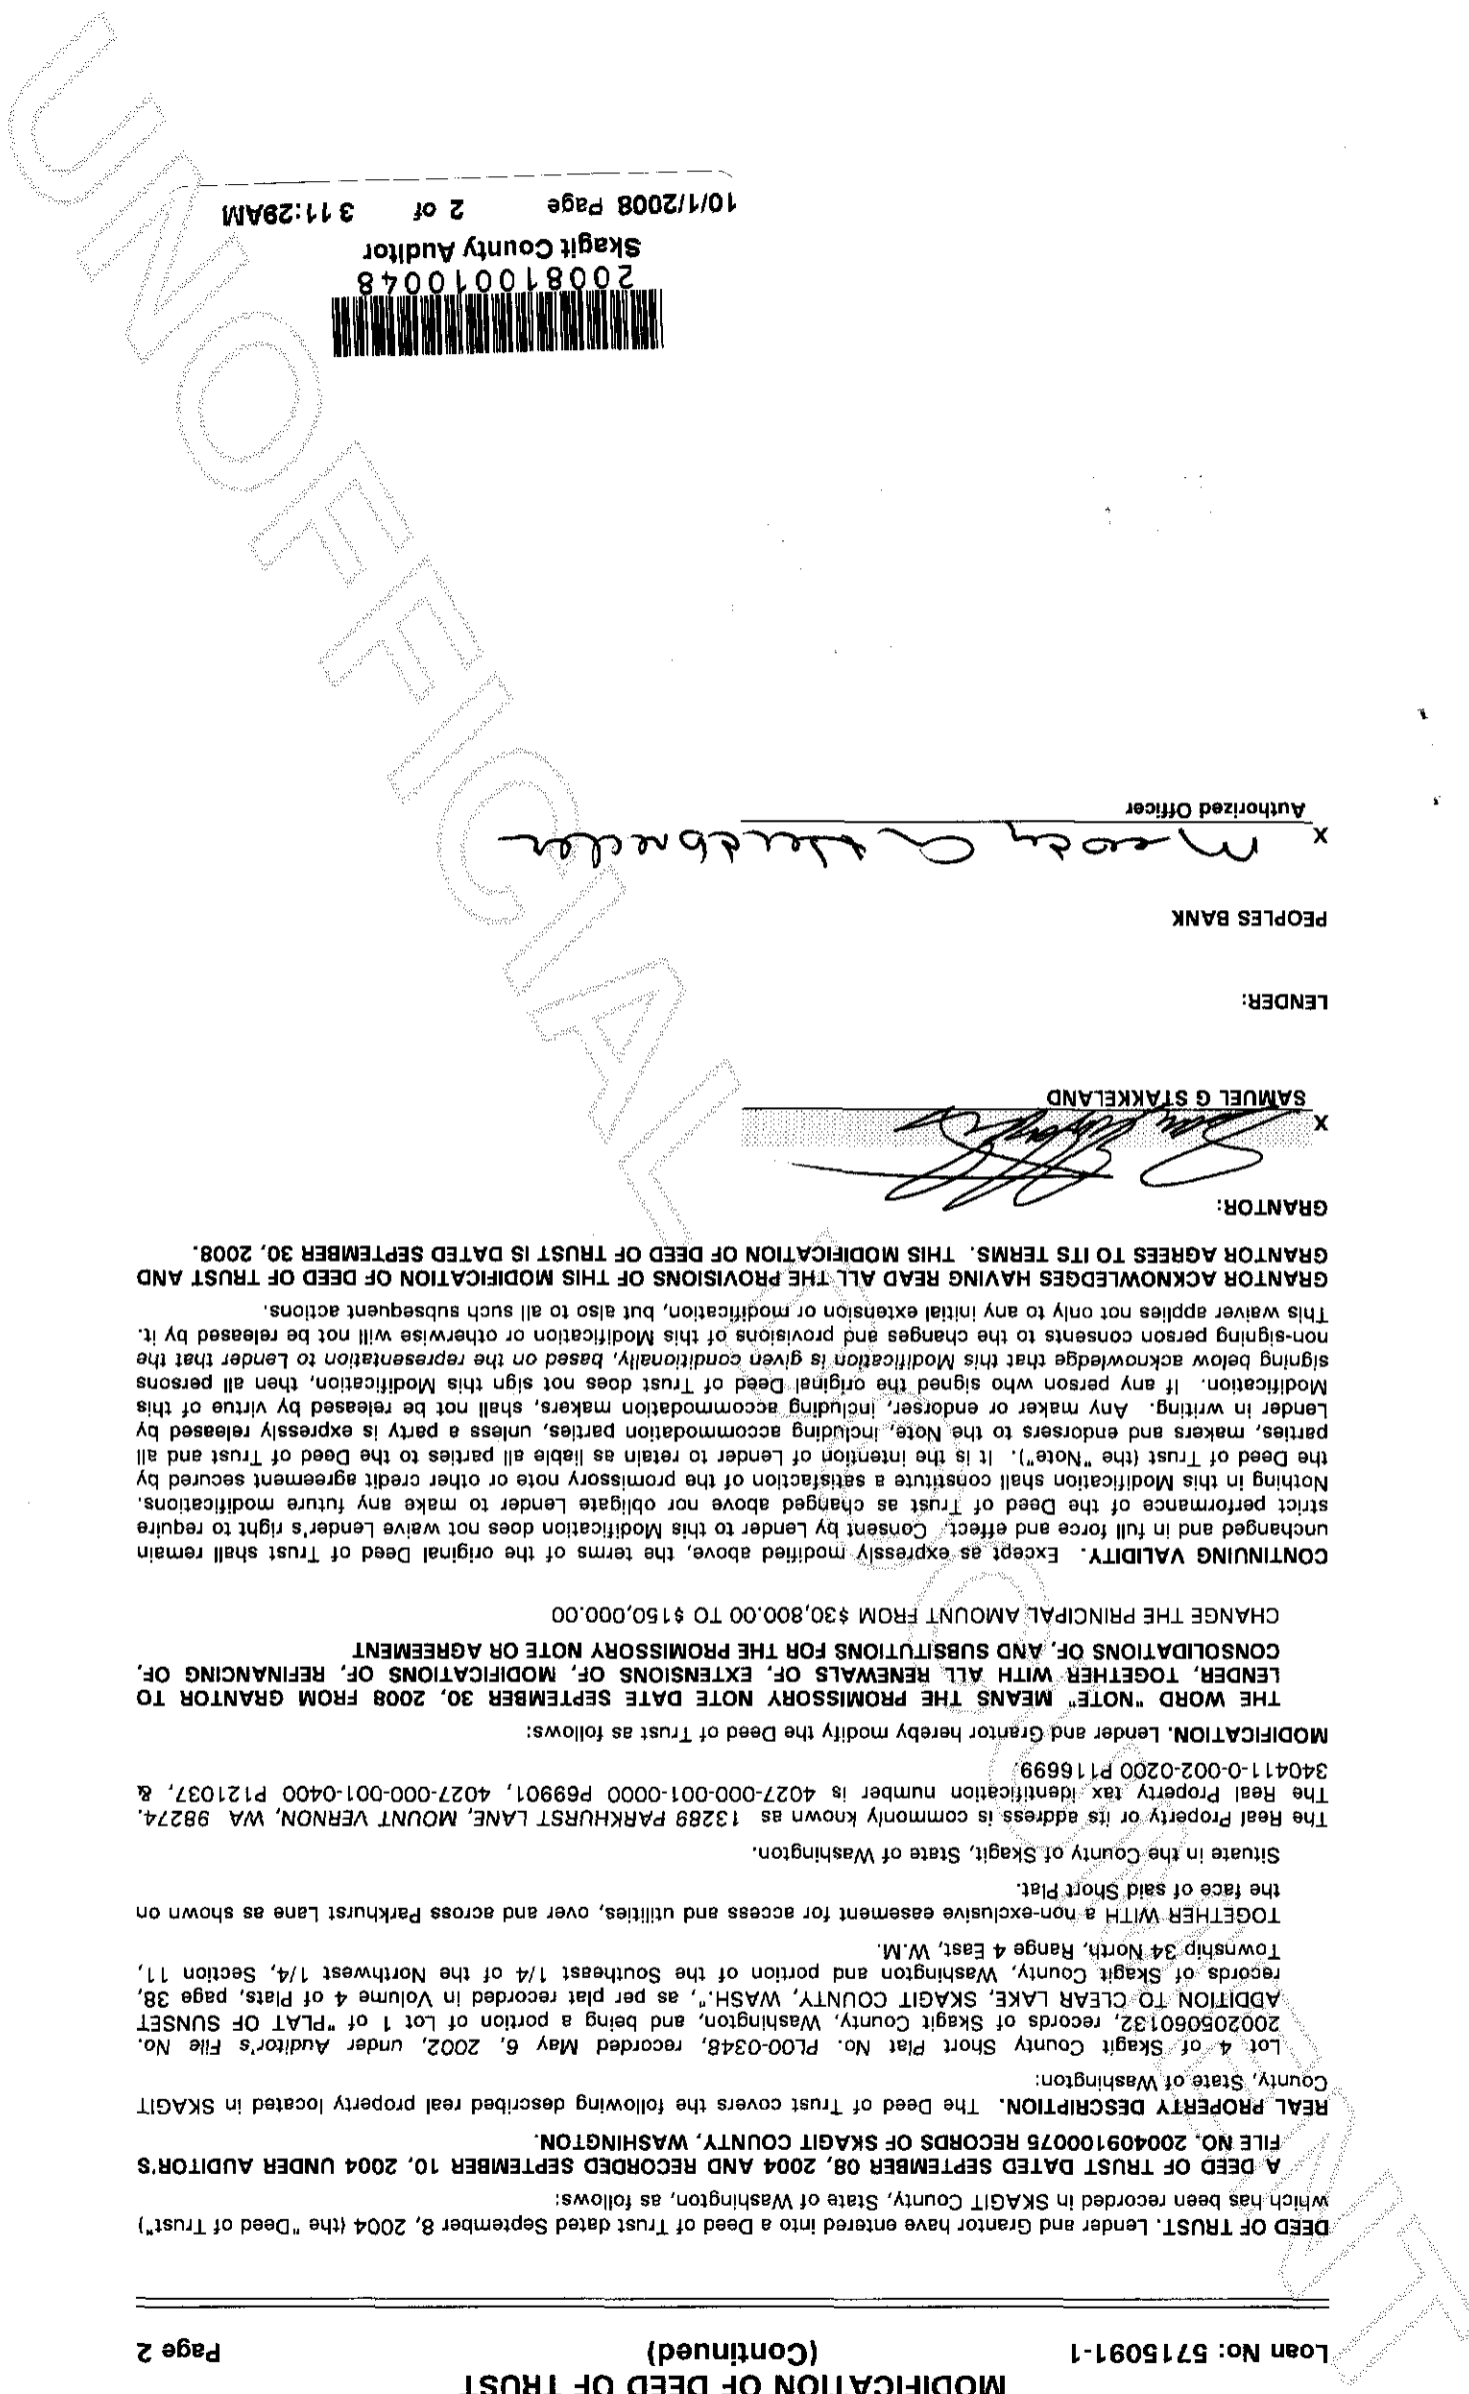 MODIFICATION OF DEED OF TRUST
Loan No: 5715091-1 (Continued) Page 2
DEED OF TRUST. Lender and Grantor have entered into a Deed of Trust dated September 8, 2004 (the "Deed of Trust")
which has been recorded in SKAGIT County, State of Washington, as follows:
A DEED OF TRUST DATED SEPTEMBER 08, 2004 AND RECORDED SEPTEMBER 10, 2004 UNDER AUDITOR'S
FILE NO. 200409100075 RECORDS OF SKAGIT COUNTY, WASHINGTON.
REAL PROPERTY DESCRIPTION. The Deed of Trust covers the following described real property located in SKAGIT
County, State of Washington:
Lot 4 of Skagit County Short Plat No. PL00-0348, recorded May 6, 2002, under Auditor's File No.
200205060132, records of Skagit County, Washington, and being a portion of Lot 1 of "PLAT OF SUNSET
ADDITION TO CLEAR LAKE, SKAGIT COUNTY, WASH.", as per plat recorded in Volume 4 of Plats, page 38,
records of Skagit County, Washington and portion of the Southeast 1/4 of the Northwest 1/4, Section 11,
Township 34 North, Range 4 East, W.M.
TOGETHER WITH a non-exclusive easement for access and utilities, over and across Parkhurst Lane as shown on
the face of said Short Plat.
Situate in the County of Skagit, State of Washington.
The Real Property or its address is commonly known as 13289 PARKHURST LANE, MOUNT VERNON, WA 98274.
The Real Property tax identification number is 4027-000-001-0000 P69901, 4027-000-001-0400 P121037, &
340411-0-002-0200 P116699.
MODIFICATION. Lender and Grantor hereby modify the Deed of Trust as follows:
THE WORD "NOTE" MEANS THE PROMISSORY NOTE DATE SEPTEMBER 30, 2008 FROM GRANTOR TO
LENDER, TOGETHER WITH ALL RENEWALS OF, EXTENSIONS OF, MODIFICATIONS OF, REFINANCING OF,
CONSOLIDATIONS OF, AND SUBSITUTIONS FOR THE PROMISSORY NOTE OR AGREEMENT
CHANGE THE PRINCIPAL AMOUNT FROM $30,800.00 TO $150,000.00
CONTINUING VALIDITY. Except as expressly modified above, the terms of the original Deed of Trust shall remain
unchanged and in full force and effect. Consent by Lender to this Modification does not waive Lender's right to require
strict performance of the Deed of Trust as changed above nor obligate Lender to make any future modifications.
Nothing in this Modification shall constitute a satisfaction of the promissory note or other credit agreement secured by
the Deed of Trust (the "Note"). It is the intention of Lender to retain as liable all parties to the Deed of Trust and all
parties, makers and endorsers to the Note, including accommodation parties, unless a party is expressly released by
Lender in writing. Any maker or endorser, including accommodation makers, shall not be released by virtue of this
Modification. If any person who signed the original Deed of Trust does not sign this Modification, then all persons
signing below acknowledge that this Modification is given conditionally, based on the representation to Lender that the
non-signing person consents to the changes and provisions of this Modification or otherwise will not be released by it.
This waiver applies not only to any initial extension or modification, but also to all such subsequent actions.
GRANTOR ACKNOWLEDGES HAVING READ ALL THE PROVISIONS OF THIS MODIFICATION OF DEED OF TRUST AND
GRANTOR AGREES TO ITS TERMS. THIS MODIFICATION OF DEED OF TRUST IS DATED SEPTEMBER 30, 2008.
GRANTOR:
X
SAMUEL G STAKKELAND
LENDER:
PEOPLES BANK
X
Authorized Officer
200810010048
Skagit County Auditor
10/1/2008 Page 2 of 3 11:29AM
UNOFFICIAL DOCUMENT